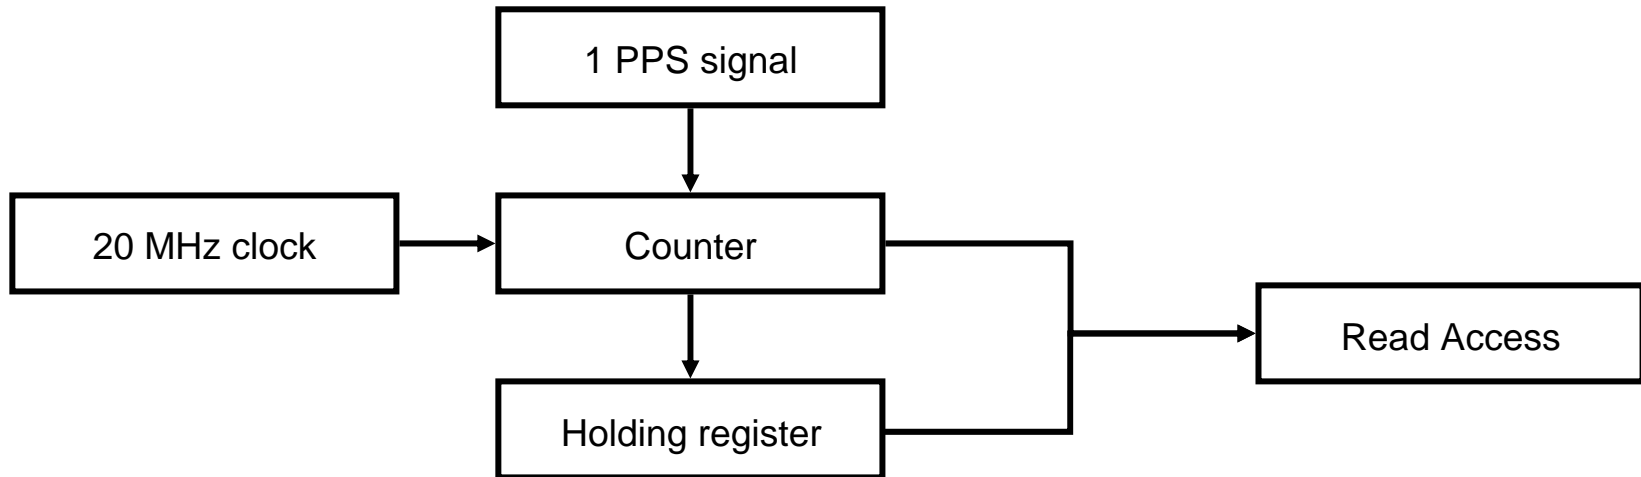 1 PPS signal
20 MHz clock
Counter
Read Access
Holding register